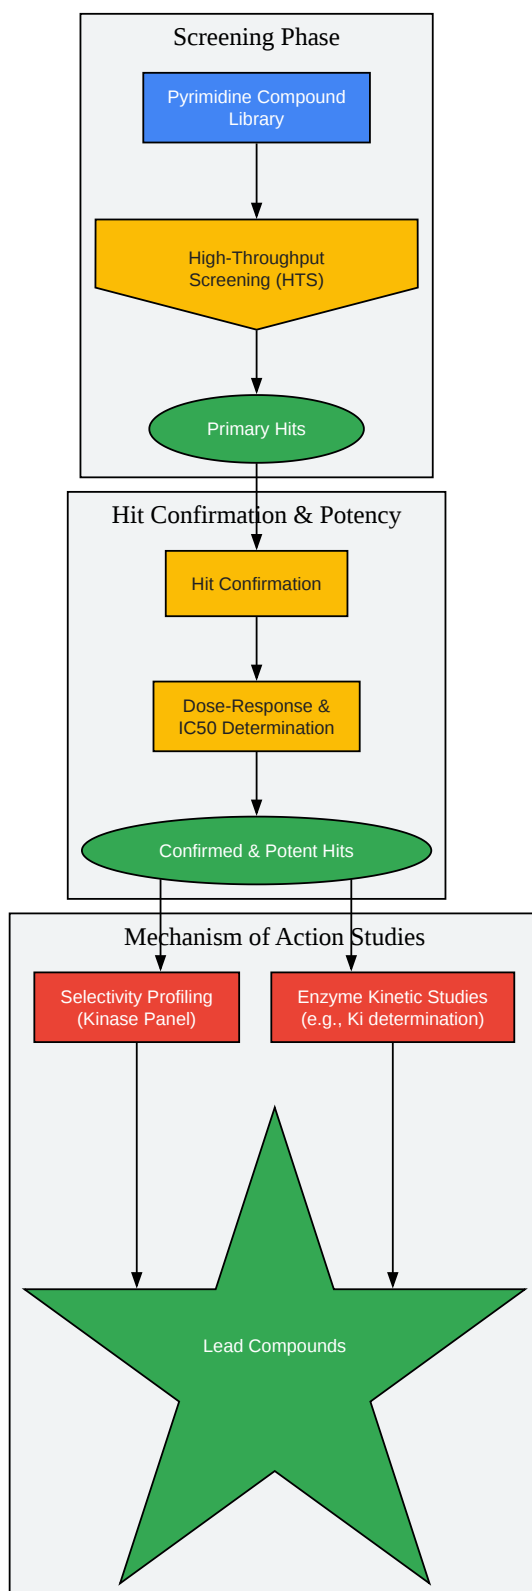 Screening Phase
Pyrimidine Compound
Library
High-Throughput
Screening (HTS)
Primary Hits
Hit Confirmation & Potency
Hit Confirmation
Dose-Response &
IC50 Determination
Confirmed & Potent Hits
Mechanism of Action Studies
Selectivity Profiling
(Kinase Panel)
Enzyme Kinetic Studies
(e.g., Ki determination)
Lead Compounds